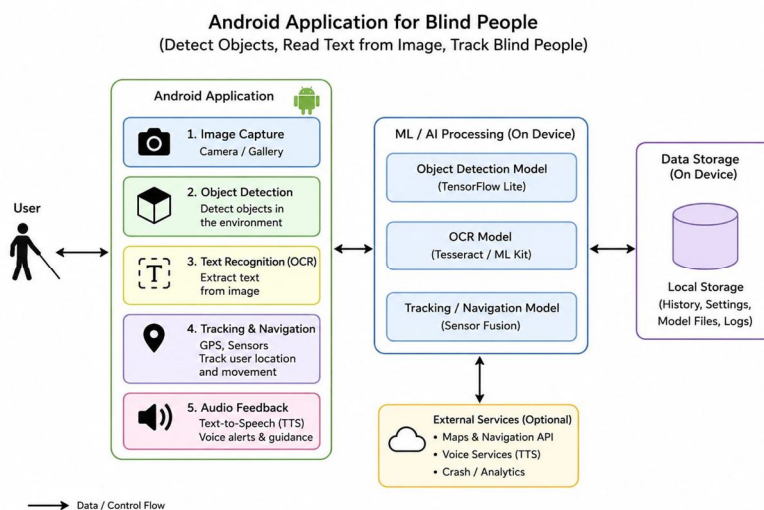 Android Application for Blind People
(Detect Objects, Read Text from Image, Track Blind People)
User
Android Application
1. Image Capture
Camera / Gallery
2. Object Detection
Detect objects in
the environment
3. Text Recognition (OCR)
T
Extract text
from image
4. Tracking & Navigation
GPS, Sensors
Track user location
and movement
5. Audio Feedback
Text-to-Speech (TTS)
Voice alerts & guidance
ML / AI Processing (On Device)
Object Detection Model
(TensorFlow Lite)
OCR Model
(Tesseract / ML Kit)
Tracking / Navigation Model
(Sensor Fusion)
External Services (Optional)
• Maps & Navigation API
• Voice Services (TTS)
• Crash / Analytics
Data Storage
(On Device)
Local Storage
(History, Settings,
Model Files, Logs)
Data / Control Flow